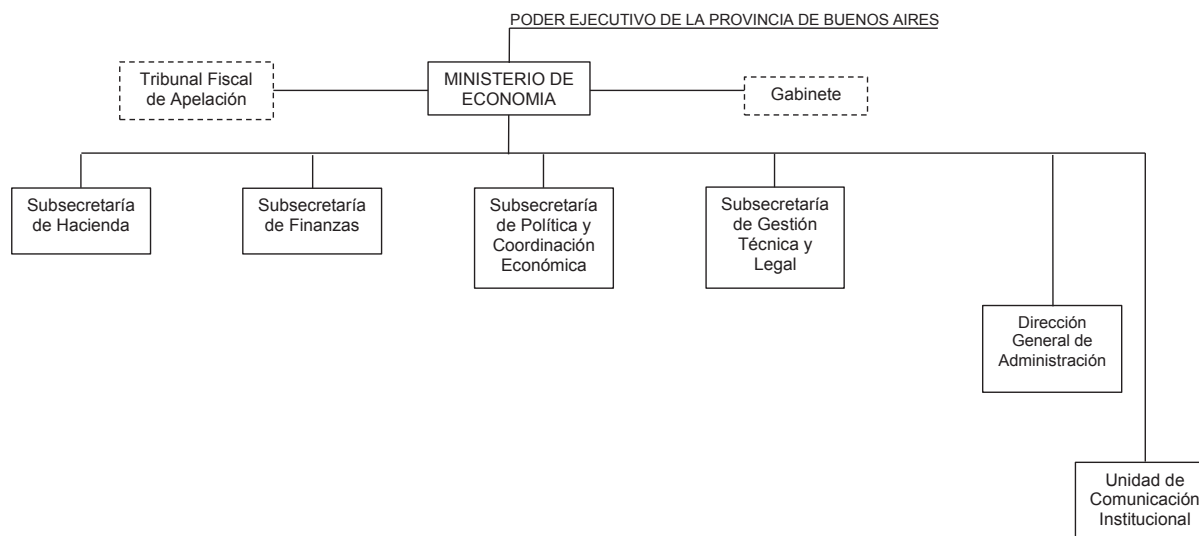 PODER EJECUTIVO DE LA PROVINCIA DE BUENOS AIRES
Tribunal Fiscal
de Apelación
MINISTERIO DE
ECONOMIA
Gabinete
Subsecretaría
de Hacienda
Subsecretaría
de Finanzas
Subsecretaría
de Política y
Coordinación
Económica
Subsecretaría
de Gestión
Técnica y
Legal
Dirección
General de
Administración
Unidad de
Comunicación
Institucional